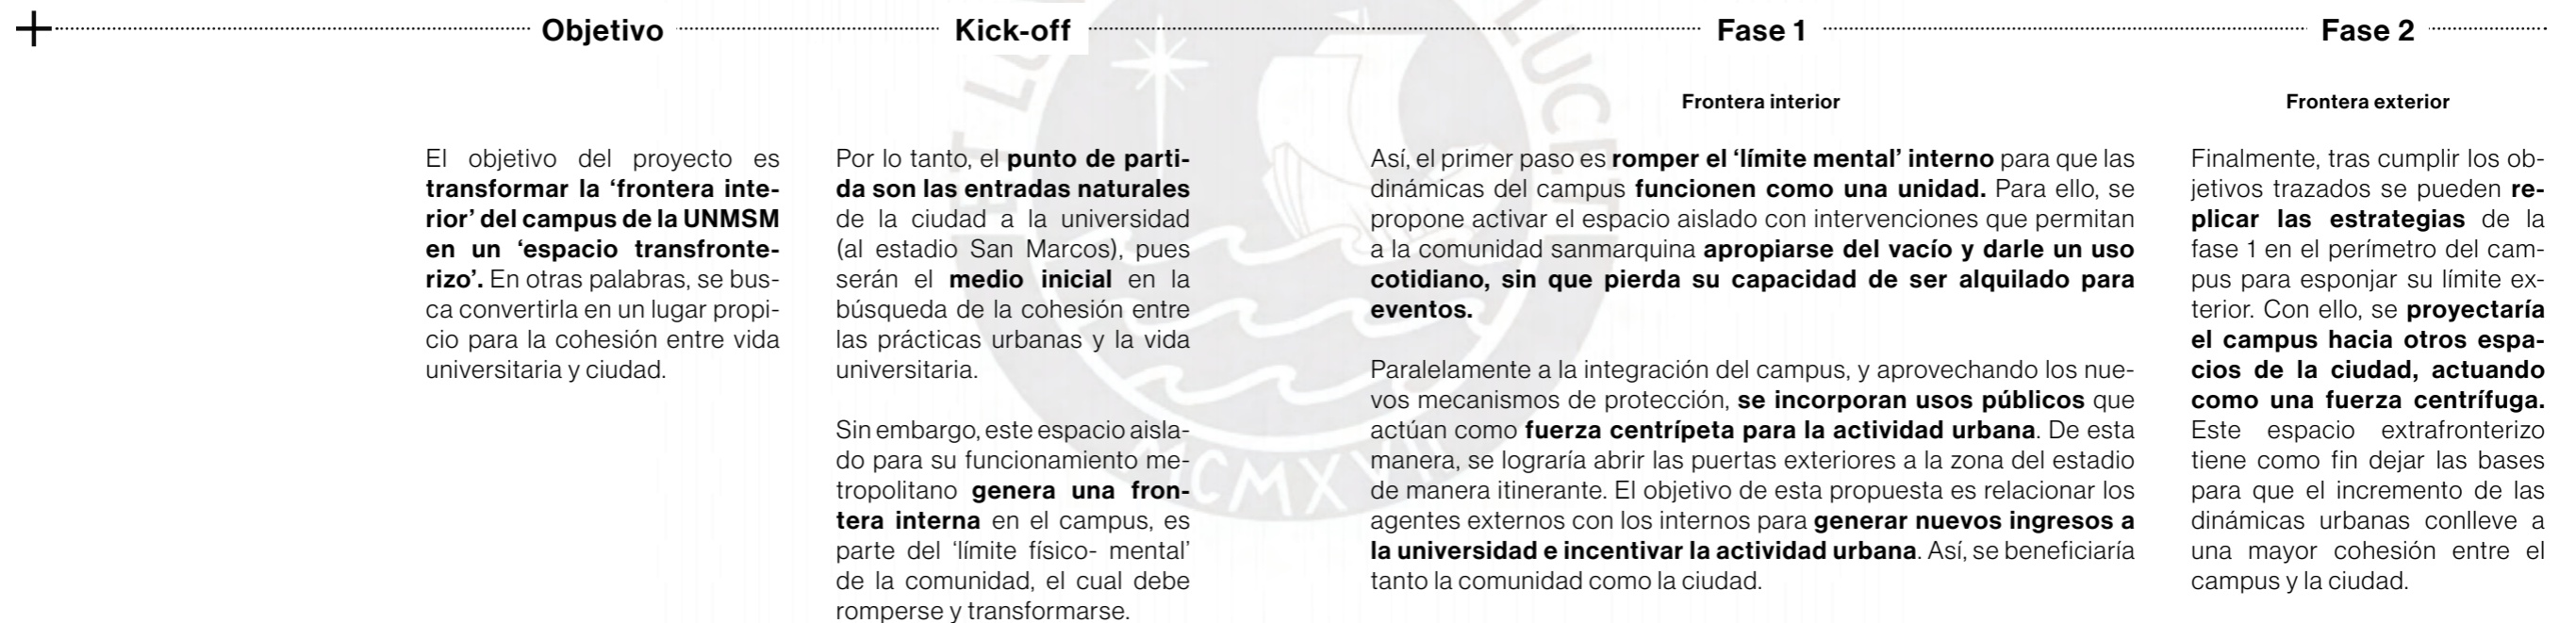 Objetivo
Kick-off
Fase 1
Fase 2
Frontera interior
Frontera exterior
El objetivo del proyecto es
transformar la ‘frontera inte-
rior’ del campus de la UNMSM
en un ‘espacio transfronte-
rizo’. En otras palabras, se bus-
ca convertirla en un lugar propi-
cio para la cohesión entre vida
universitaria y ciudad.
Por lo tanto, el punto de parti-
da son las entradas naturales
de la ciudad a la universidad
(al estadio San Marcos), pues
serán el medio inicial en la
búsqueda de la cohesión entre
las prácticas urbanas y la vida
universitaria.
Sin embargo, este espacio aisla-
do para su funcionamiento me-
tropolitano genera una fron-
tera interna en el campus, es
parte del ‘límite físico- mental’
de la comunidad, el cual debe
romperse y transformarse.
Así, el primer paso es romper el ‘límite mental’ interno para que las
dinámicas del campus funcionen como una unidad. Para ello, se
propone activar el espacio aislado con intervenciones que permitan
a la comunidad sanmarquina apropiarse del vacío y darle un uso
cotidiano, sin que pierda su capacidad de ser alquilado para
eventos.
Paralelamente a la integración del campus, y aprovechando los nue-
vos mecanismos de protección, se incorporan usos públicos que
actúan como fuerza centrípeta para la actividad urbana. De esta
manera, se lograría abrir las puertas exteriores a la zona del estadio
de manera itinerante. El objetivo de esta propuesta es relacionar los
agentes externos con los internos para generar nuevos ingresos a
la universidad e incentivar la actividad urbana. Así, se beneficiaría
tanto la comunidad como la ciudad.
Finalmente, tras cumplir los ob-
jetivos trazados se pueden re-
plicar las estrategias de la
fase 1 en el perímetro del cam-
pus para esponjar su límite ex-
terior. Con ello, se proyectaría
el campus hacia otros espa-
cios de la ciudad, actuando
como una fuerza centrífuga.
Este espacio extrafronterizo
tiene como fin dejar las bases
para que el incremento de las
dinámicas urbanas conlleve a
una mayor cohesión entre el
campus y la ciudad.